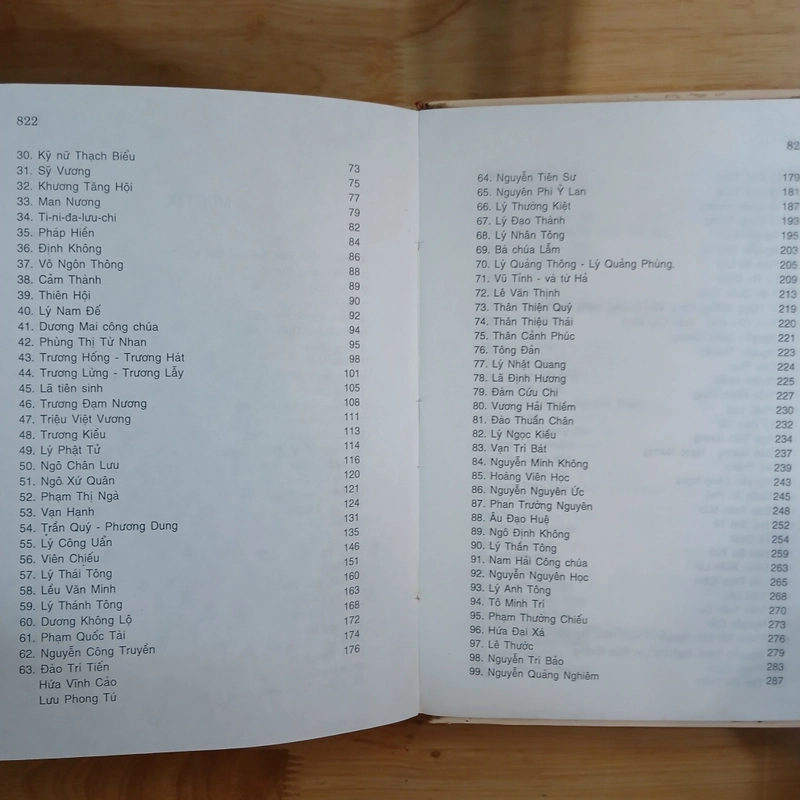 822
30. Kỹ nữ Thạch Biểu 73
31. Sỹ Vương 75
32. Khương Tăng Hội 77
33. Man Nương 79
34. Ti-ni-đa-lưu-chi 82
35. Pháp Hiển 84
36. Định Không 86
37. Vô Ngôn Thông 88
38. Cảm Thành 89
39. Thiên Hội 90
40. Lý Nam Đế 92
41. Dương Mai công chúa 94
42. Phùng Thị Từ Nhan 95
43. Trương Hống - Trương Hát 98
44. Trương Lừng - Trương Lẫy 101
45. Lã tiên sinh 105
46. Trương Đạm Nương 108
47. Triệu Việt Vương 111
48. Trương Kiều 113
49. Lý Phật Tử 114
50. Ngô Chân Lưu 116
51. Ngô Xứ Quân 120
52. Phạm Thị Ngà 121
53. Vạn Hạnh 124
54. Trần Quý - Phương Dung 131
55. Lý Công Uẩn 135
56. Viên Chiếu 146
57. Lý Thái Tông 151
58. Lều Văn Minh 160
59. Lý Thánh Tông 163
60. Dương Không Lộ 168
61. Phạm Quốc Tài 172
62. Nguyễn Công Truyền 174
63. Đào Trí Tiến 176
Hứa Vĩnh Cảo
Lưu Phong Tú
82
64. Nguyễn Tiên Sư 179
65. Nguyên Phi Ỷ Lan 181
66. Lý Thường Kiệt 187
67. Lý Đạo Thành 193
68. Lý Nhân Tông 195
69. Bà chúa Lẫm 203
70. Lý Quảng Thông - Lý Quảng Phùng. 205
71. Vũ Tỉnh - và từ Hà 209
72. Lê Văn Thịnh 213
73. Thân Thiên Quý 219
74. Thân Thiệu Thái 220
75. Thân Cảnh Phúc 221
76. Tông Đản 223
77. Lý Nhật Quang 224
78. Lã Định Hương 225
79. Đàm Cứu Chỉ 227
80. Vương Hải Thiềm 230
81. Đào Thuần Chân 232
82. Lý Ngọc Kiều 234
83. Vạn Trì Bát 237
84. Nguyễn Minh Không 239
85. Hoàng Viên Học 243
86. Nguyễn Nguyện Ức 245
87. Phan Trường Nguyên 248
88. Âu Đạo Huệ 252
89. Ngô Định Không 254
90. Lý Thần Tông 259
91. Nam Hải Công chúa 263
92. Nguyễn Nguyên Học 265
93. Lý Anh Tông 268
94. Tô Minh Trí 270
95. Phạm Thường Chiếu 273
96. Hứa Đại Xả 276
97. Lê Thước 279
98. Nguyễn Trì Bảo 283
99. Nguyễn Quảng Nghiêm 287